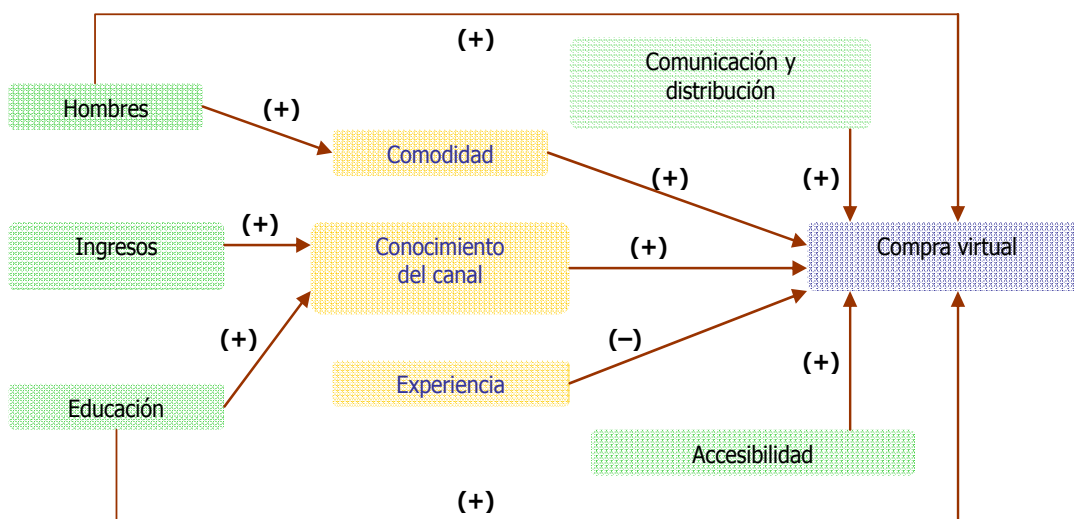 (+)
Comunicación y
distribución
Hombres
(+)
Comodidad
(+)
(+)
Ingresos
(+)
Conocimiento
del canal
(+)
Compra virtual
(+)
(–)
Experiencia
(+)
Educación
Accesibilidad
(+)